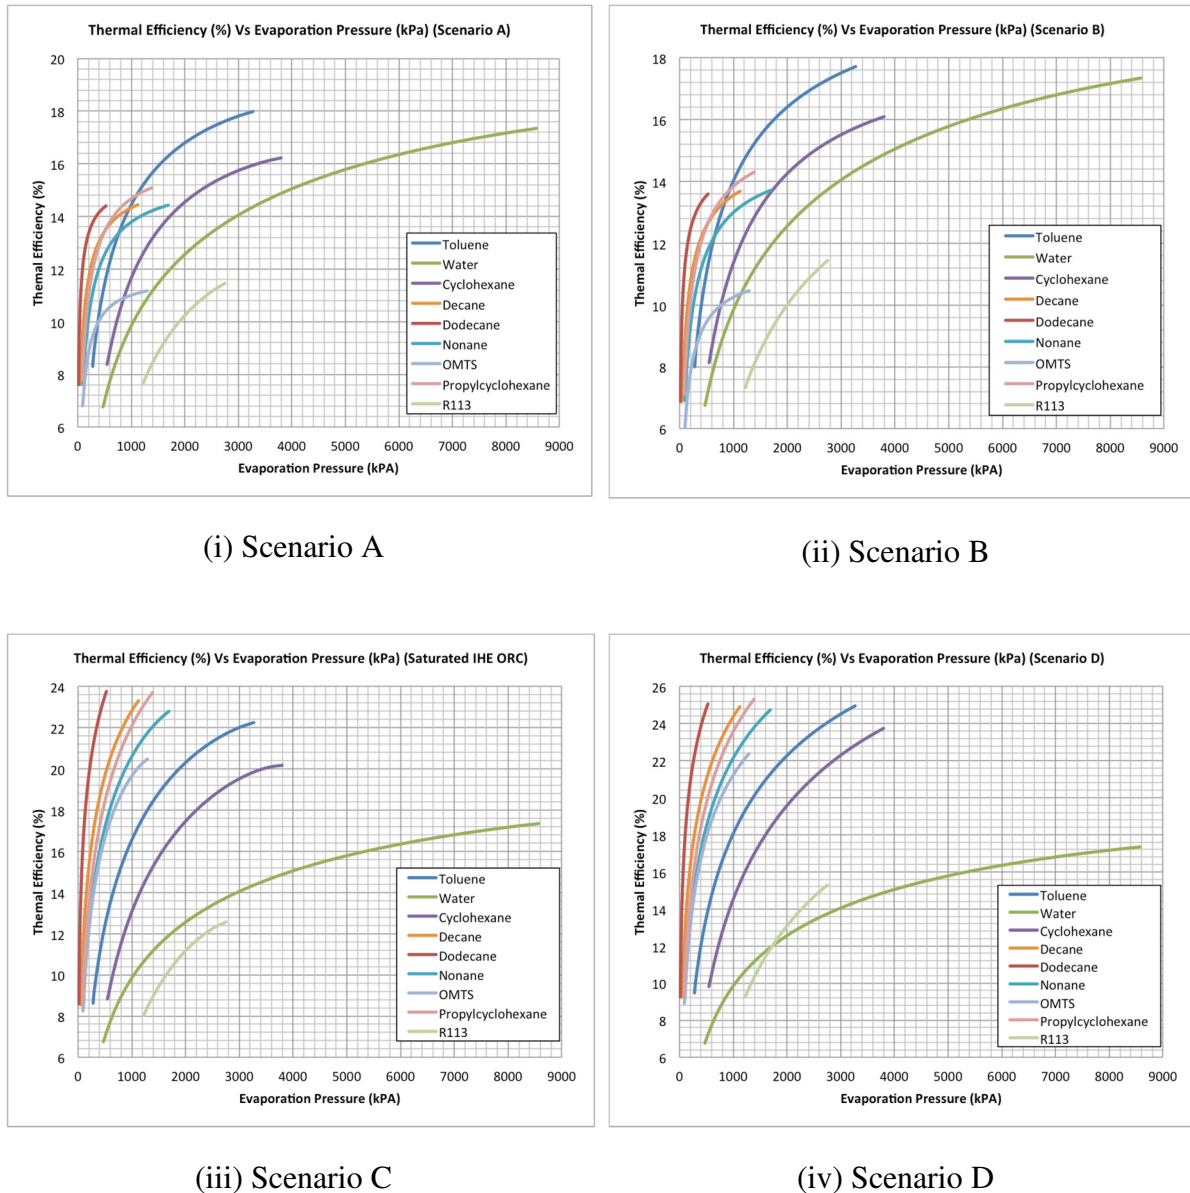 Thermal Efficiency (%) Vs Evaporation Pressure (kPa) (Scenario A)
Thermal Efficiency (%)
20
18
16
14
12
10
8
6
0 1000 2000 3000 4000 5000 6000 7000 8000 9000
Evaporation Pressure (kPA)
Toluene
Water
Cyclohexane
Decane
Dodecane
Nonane
OMTS
Propylcyclohexane
R113
(i) Scenario A
Thermal Efficiency (%) Vs Evaporation Pressure (kPa) (Scenario B)
Thermal Efficiency (%)
18
16
14
12
10
8
6
0 1000 2000 3000 4000 5000 6000 7000 8000 9000
Evaporation Pressure (kPA)
Toluene
Water
Cyclohexane
Decane
Dodecane
Nonane
OMTS
Propylcyclohexane
R113
(ii) Scenario B
Thermal Efficiency (%) Vs Evaporation Pressure (kPa) (Saturated IHE ORC)
Thermal Efficiency (%)
24
22
20
18
16
14
12
10
8
6
0 1000 2000 3000 4000 5000 6000 7000 8000 9000
Evaporation Pressure (kPA)
Toluene
Water
Cyclohexane
Decane
Dodecane
Nonane
OMTS
Propylcyclohexane
R113
(iii) Scenario C
Thermal Efficiency (%) Vs Evaporation Pressure (kPa) (Scenario D)
Thermal Efficiency (%)
26
24
22
20
18
16
14
12
10
8
6
0 1000 2000 3000 4000 5000 6000 7000 8000 9000
Evaporation Pressure (kPA)
Toluene
Water
Cyclohexane
Decane
Dodecane
Nonane
OMTS
Propylcyclohexane
R113
(iv) Scenario D